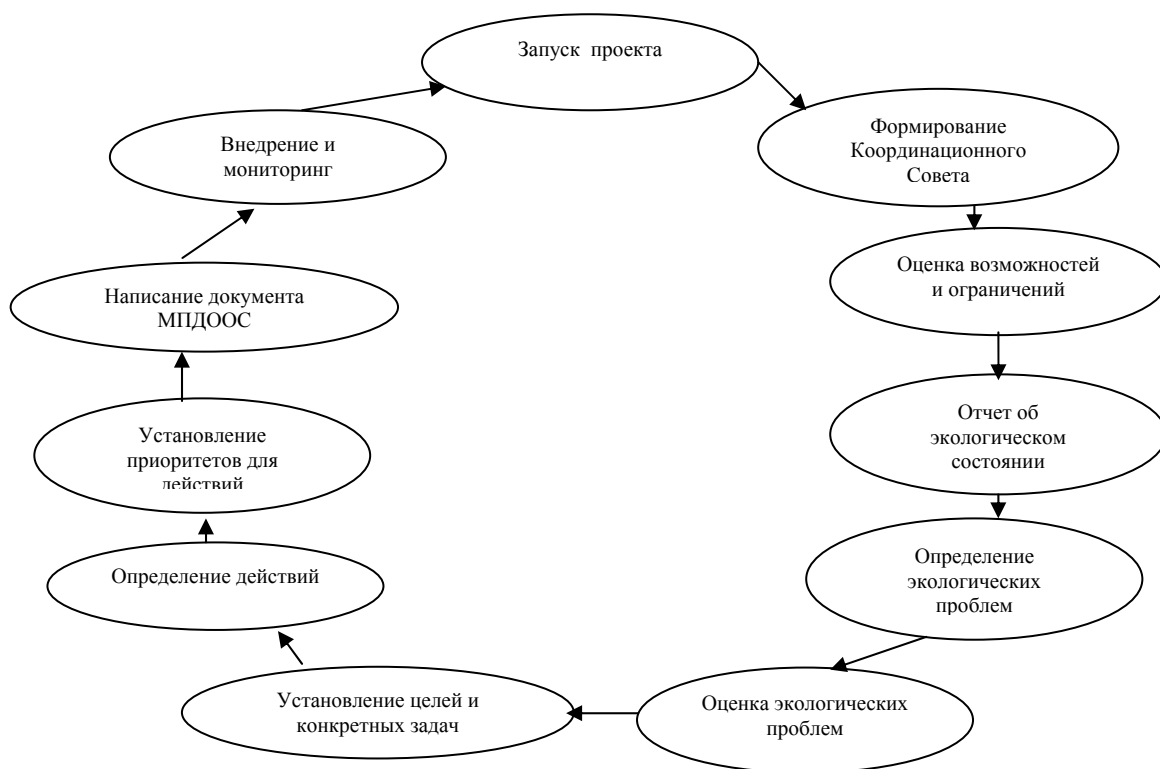 Запуск проекта
Формирование
Координационного
Совета
Оценка возможностей
и ограничений
Отчет об
экологическом
состоянии
Определение
экологических
проблем
Оценка экологических
проблем
Установление целей и
конкретных задач
Определение действий
Установление
приоритетов для
действий
Написание документа
МПДООС
Внедрение и
мониторинг